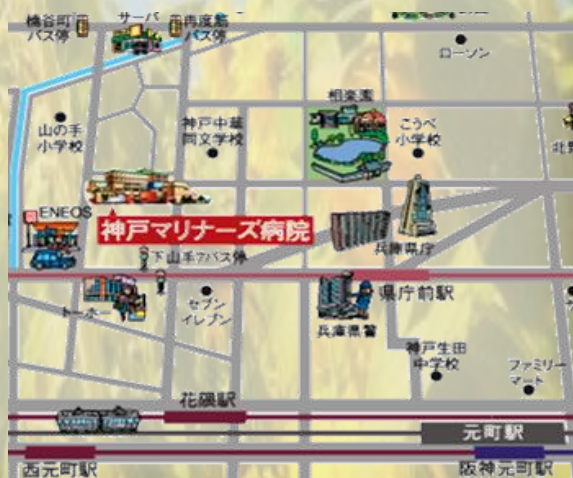 楠谷町
バス停
サーパ
再度筋
バス停
ローソン
相楽園
山の手
小学校
神戸中華
同文学校
こうべ
小学校
北野
ENEOS
神戸マリナーズ病院
兵庫県庁
下山手7バス停
県庁前駅
トーホー
セブン
イレブン
兵庫県警
神戸生田
中学校
ファミリー
マート
花隈駅
元町駅
西元町駅
阪神元町駅